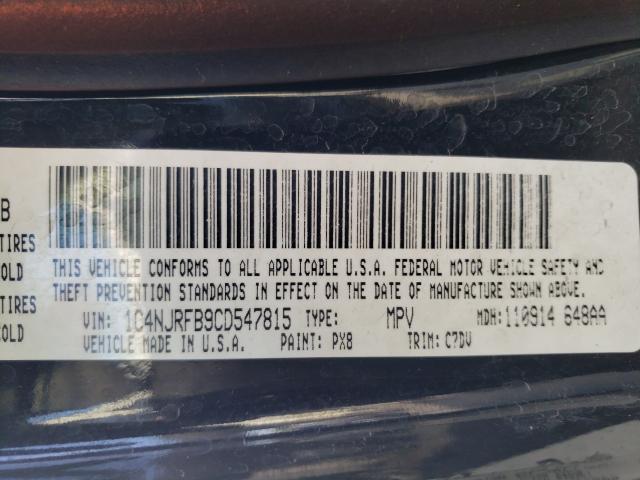 B
TIRES
COLD
TIRES
COLD
THIS VEHICLE CONFORMS TO ALL APPLICABLE U.S.A. FEDERAL MOTOR VEHICLE SAFETY AND
THEFT PREVENTION STANDARDS IN EFFECT ON THE DATE OF MANUFACTURE SHOWN ABOVE.
VIN: 1C4NJRFB9CD547815 TYPE: MPV MDH: 110914 648AA
VEHICLE MADE IN U.S.A. PAINT: PX8 TRIM: C7DV